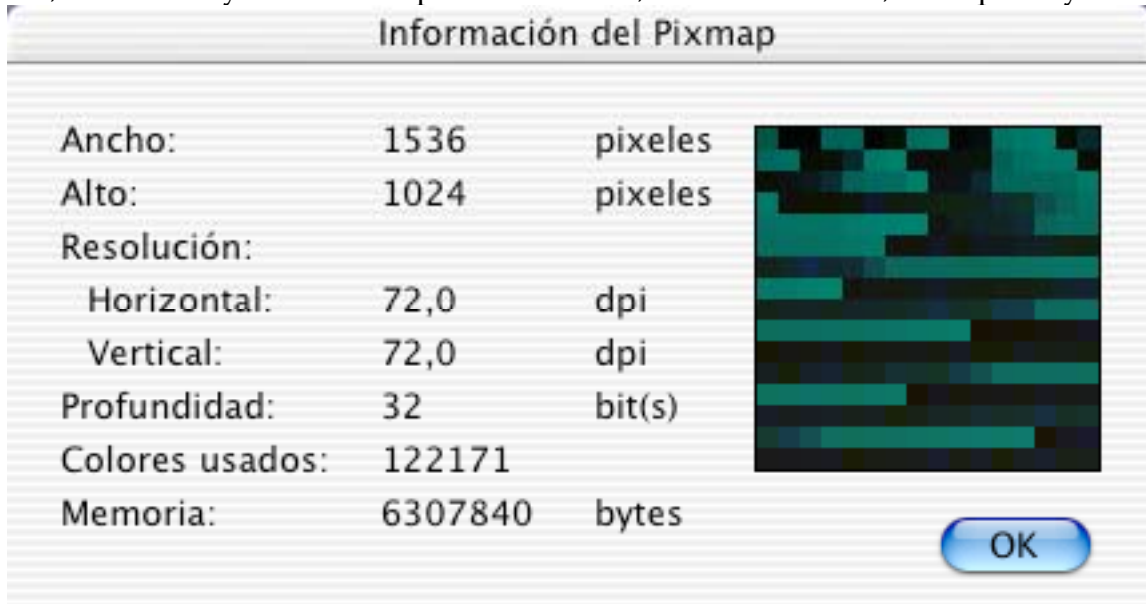 Información del Pixmap
Ancho: 1536 pixeles
Alto: 1024 pixeles
Resolución:
Horizontal: 72,0 dpi
Vertical: 72,0 dpi
Profundidad: 32 bit(s)
Colores usados: 122171
Memoria: 6307840 bytes
OK